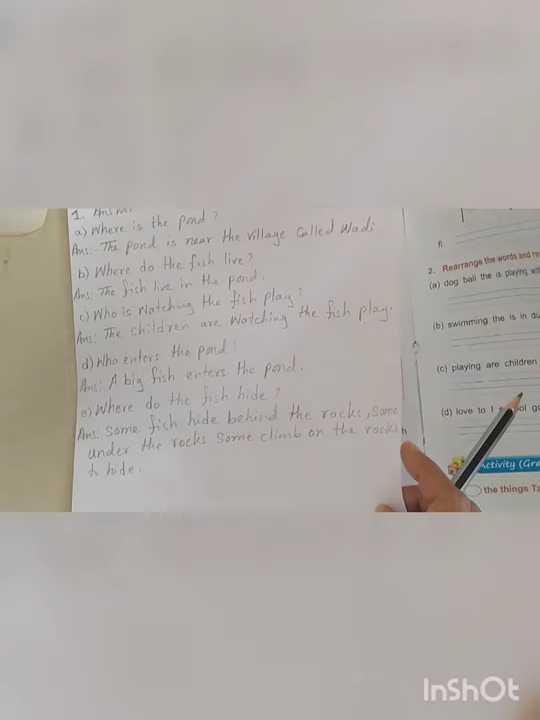 1. Answer
a) Where is the pond?
Ans:- The pond is near the village called Wadi
b) Where do the fish live?
Ans: The fish live in the pond.
c) Who is watching the fish play?
Ans: The children are watching the fish play.
d) Who enters the pond?
Ans: A big fish enters the pond.
e) Where do the fish hide?
Ans: Some fish hide behind the rocks, Some
under the rocks some climb on the rocks
to hide.
fl
2. Rearrange the words and
(a) dog ball the is playing
(b) swimming the is in
(c) playing are children
(d) love to I
Activity
the things
InShOt